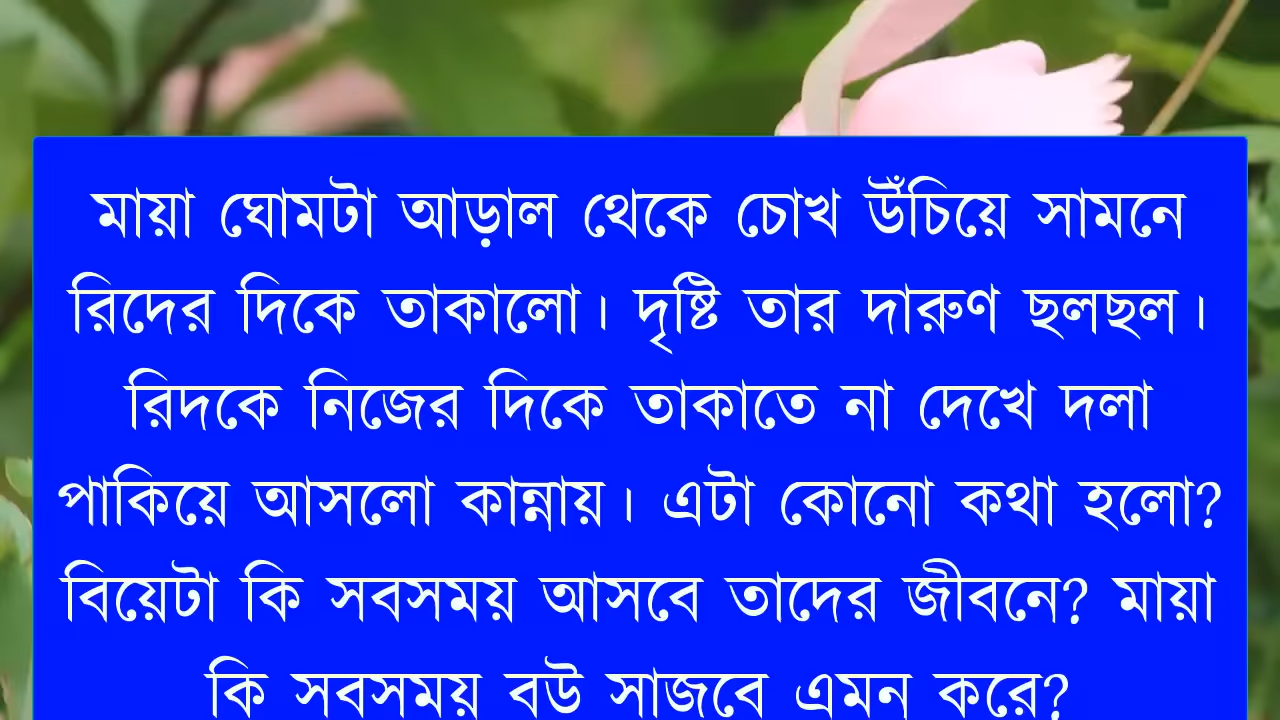 মায়া ঘোমটা আড়াল থেকে চোখ উঁচিয়ে সামনে
রিদের দিকে তাকালো। দৃষ্টি তার দারুণ ছলছল।
রিদকে নিজের দিকে তাকাতে না দেখে দলা
পাকিয়ে আসলো কান্নায়। এটা কোনো কথা হলো?
বিয়েটা কি সবসময় আসবে তাদের জীবনে? মায়া
কি সবসময় বউ সাজবে এমন করে?